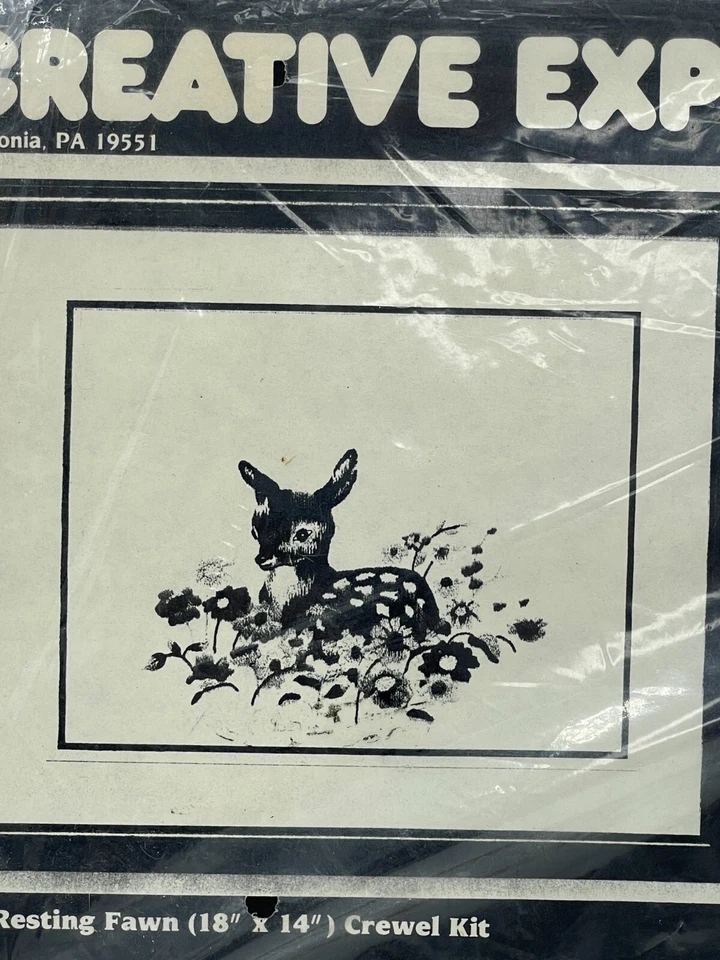 CREATIVE EXP
onia, PA 19551
Resting Fawn (18" x 14") Crewel Kit